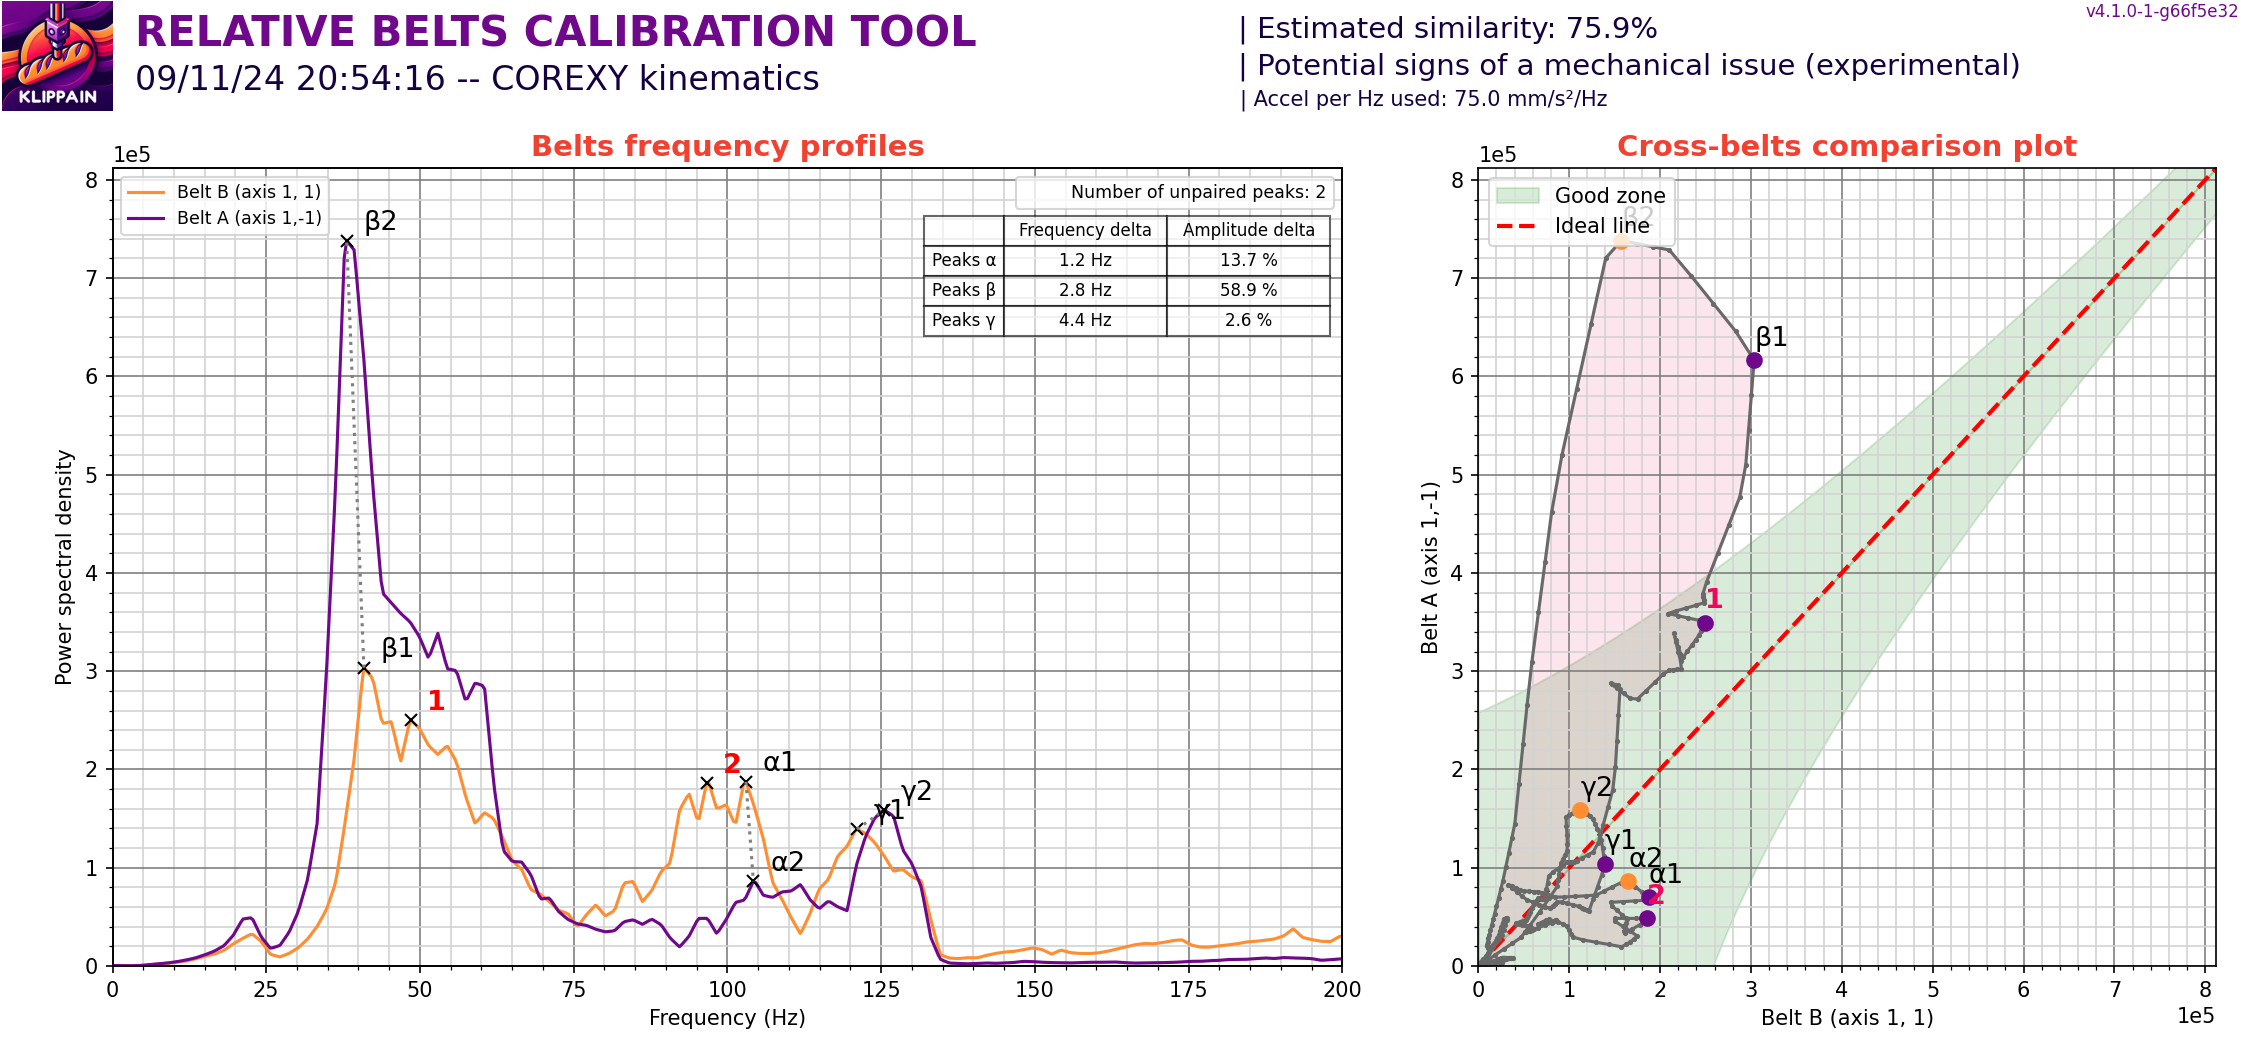 KLIPPAIN
RELATIVE BELTS CALIBRATION TOOL
09/11/24 20:54:16 -- COREXY kinematics
| Estimated similarity: 75.9%
| Potential signs of a mechanical issue (experimental)
| Accel per Hz used: 75.0 mm/s²/Hz
v4.1.0-1-g66f5e32
Belts frequency profiles
1e5
Belt B (axis 1, 1)
Belt A (axis 1,-1)
Number of unpaired peaks: 2
Frequency delta Amplitude delta
Peaks α 1.2 Hz 13.7 %
Peaks β 2.8 Hz 58.9 %
Peaks γ 4.4 Hz 2.6 %
β2
β1
1
2
α1
α2
γ1
γ2
8
7
6
5
4
3
2
1
0
Power spectral density
0 25 50 75 100 125 150 175 200
Frequency (Hz)
Cross-belts comparison plot
1e5
Good zone
Ideal line
β2
β1
1
γ2
γ1
α2
α1
2
8
7
6
5
4
3
2
1
0
Belt A (axis 1,-1)
0 1 2 3 4 5 6 7 8
Belt B (axis 1, 1)
1e5